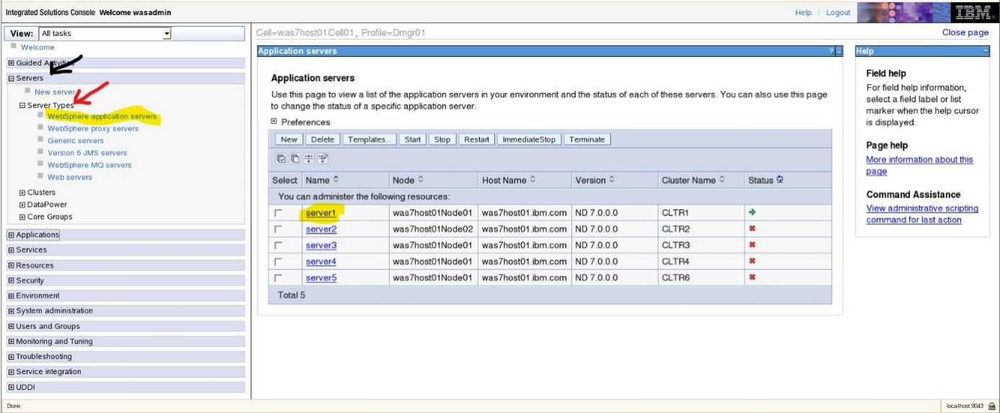 Integrated Solutions Console Welcome wasadmin
Help
Logout
IBM
View: All tasks
Welcome
Guided Activities
Servers
New server
Server Types
WebSphere application servers
WebSphere proxy servers
Generic servers
Version 5 JMS servers
WebSphere MQ servers
Web servers
Clusters
DataPower
Core Groups
Applications
Services
Resources
Security
Environment
System administration
Users and Groups
Monitoring and Tuning
Troubleshooting
Service integration
UDDI
Cell=was7host01Cell01, Profile=Dmgr01
Close page
Application servers
? -
Application servers
Use this page to view a list of the application servers in your environment and the status of each of these servers. You can also use this page
to change the status of a specific application server.
Preferences
New Delete Templates... Start Stop Restart ImmediateStop Terminate
Select Name Node Host Name Version Cluster Name Status
You can administer the following resources:
server1 was7host01Node01 was7host01.ibm.com ND 7.0.0.0 CLTR1
server2 was7host01Node02 was7host01.ibm.com ND 7.0.0.0 CLTR2
server3 was7host01Node01 was7host01.ibm.com ND 7.0.0.0 CLTR3
server4 was7host01Node01 was7host01.ibm.com ND 7.0.0.0 CLTR4
server5 was7host01Node01 was7host01.ibm.com ND 7.0.0.0 CLTR6
Total 5
Help
Field help
For field help information,
select a field label or list
marker when the help cursor
is displayed.
Page help
More information about this
page
Command Assistance
View administrative scripting
command for last action
Done
localhost:9043